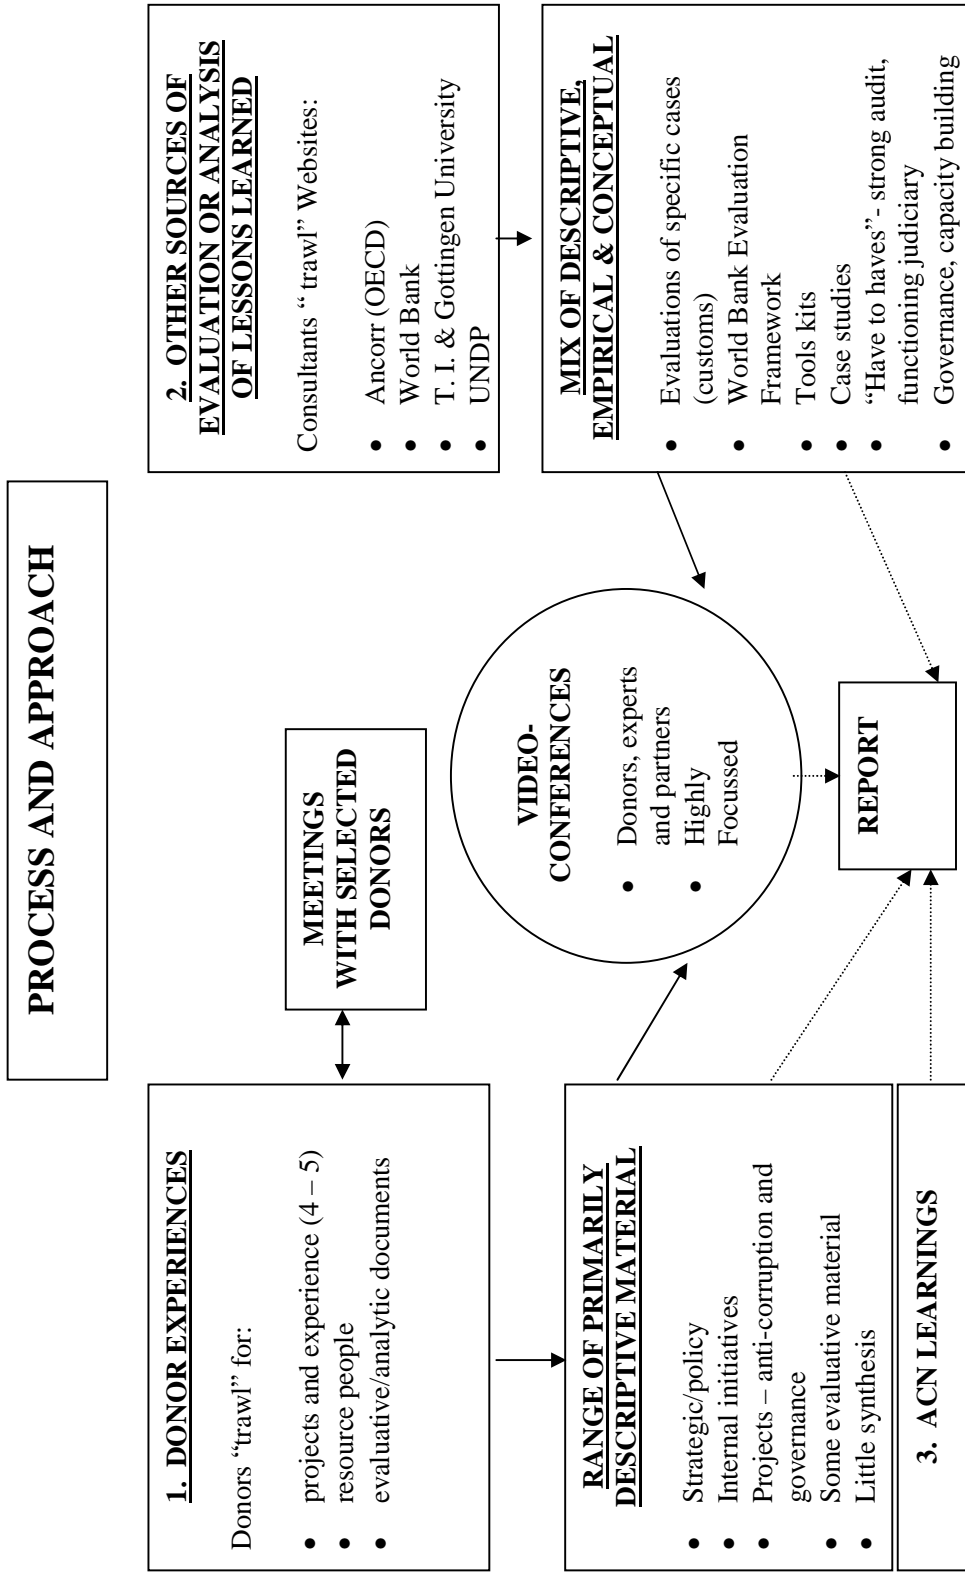 PROCESS AND APPROACH
1. DONOR EXPERIENCES
Donors “trawl” for:
• projects and experience (4 – 5)
• resource people
• evaluative/analytic documents
MEETINGS
WITH SELECTED
DONORS
2. OTHER SOURCES OF
EVALUATION OR ANALYSIS
OF LESSONS LEARNED
Consultants “ trawl” Websites:
• Ancorr (OECD)
• World Bank
• T. I. & Gottingen University
• UNDP
RANGE OF PRIMARILY
DESCRIPTIVE MATERIAL
• Strategic/policy
• Internal initiatives
• Projects – anti-corruption and
governance
• Some evaluative material
• Little synthesis
VIDEO-
CONFERENCES
• Donors, experts
and partners
• Highly
Focussed
MIX OF DESCRIPTIVE,
EMPIRICAL & CONCEPTUAL
• Evaluations of specific cases
(customs)
• World Bank Evaluation
Framework
• Tools kits
• Case studies
• “Have to haves”- strong audit,
functioning judiciary
• Governance, capacity building
REPORT
3. ACN LEARNINGS